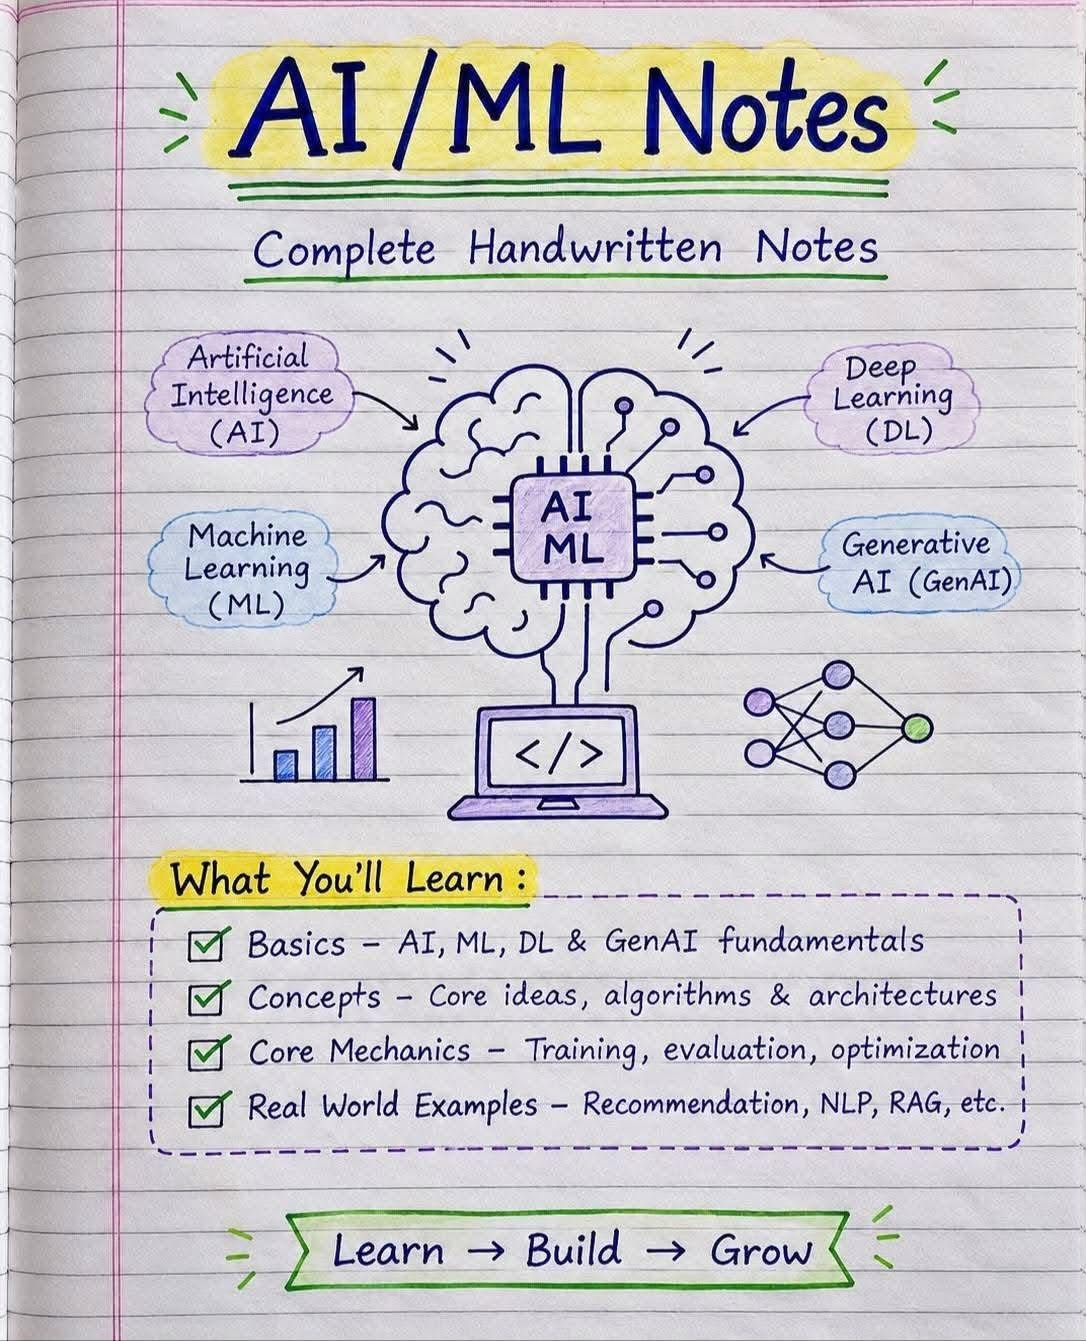 AI/ML Notes
Complete Handwritten Notes
Artificial
Intelligence
(AI)
Deep
Learning
(DL)
AI
ML
Machine
Learning
(ML)
Generative
AI (GenAI)
</>
What You'll Learn :
Basics – AI, ML, DL & GenAI fundamentals
Concepts – Core ideas, algorithms & architectures
Core Mechanics – Training, evaluation, optimization
Real World Examples – Recommendation, NLP, RAG, etc.
Learn → Build → Grow